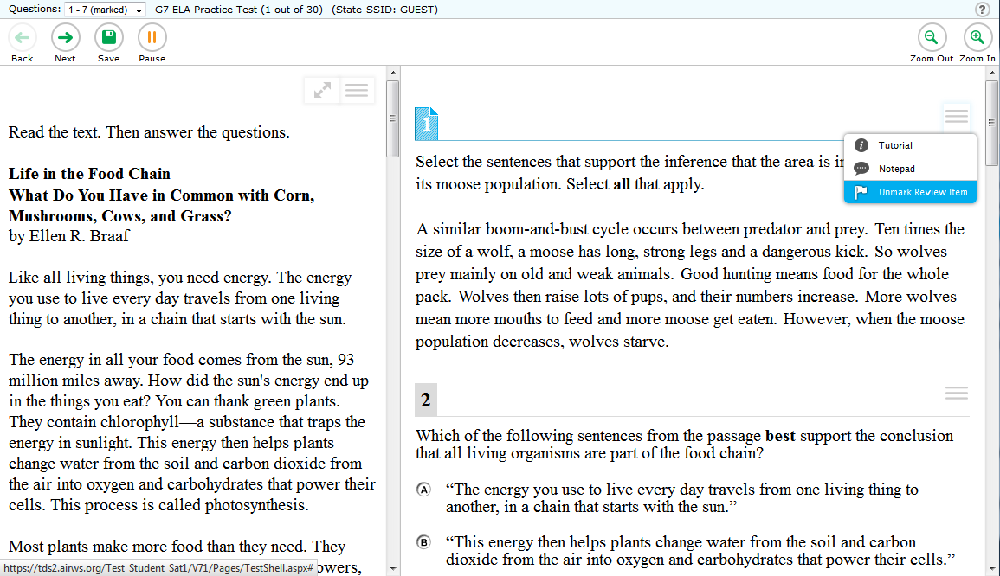 Questions: 1 - 7 (marked) G7 ELA Practice Test (1 out of 30) (State-SSID: GUEST)
?
Back Next Save Pause Zoom Out Zoom In
Read the text. Then answer the questions.
Life in the Food Chain
What Do You Have in Common with Corn,
Mushrooms, Cows, and Grass?
by Ellen R. Braaf
Like all living things, you need energy. The energy
you use to live every day travels from one living
thing to another, in a chain that starts with the sun.
The energy in all your food comes from the sun, 93
million miles away. How did the sun's energy end up
in the things you eat? You can thank green plants.
They contain chlorophyll—a substance that traps the
energy in sunlight. This energy then helps plants
change water from the soil and carbon dioxide from
the air into oxygen and carbohydrates that power their
cells. This process is called photosynthesis.
Most plants make more food than they need. They
owers,
https://tds2.airws.org/Test_Student_Sat1/V71/Pages/TestShell.aspx#
1
Tutorial
Notepad
Unmark Review Item
Select the sentences that support the inference that the area is
its moose population. Select all that apply.
A similar boom-and-bust cycle occurs between predator and prey. Ten times the
size of a wolf, a moose has long, strong legs and a dangerous kick. So wolves
prey mainly on old and weak animals. Good hunting means food for the whole
pack. Wolves then raise lots of pups, and their numbers increase. More wolves
mean more mouths to feed and more moose get eaten. However, when the moose
population decreases, wolves starve.
2
Which of the following sentences from the passage best support the conclusion
that all living organisms are part of the food chain?
A “The energy you use to live every day travels from one living thing to
another, in a chain that starts with the sun.”
B “This energy then helps plants change water from the soil and carbon
dioxide from the air into oxygen and carbohydrates that power their cells.”